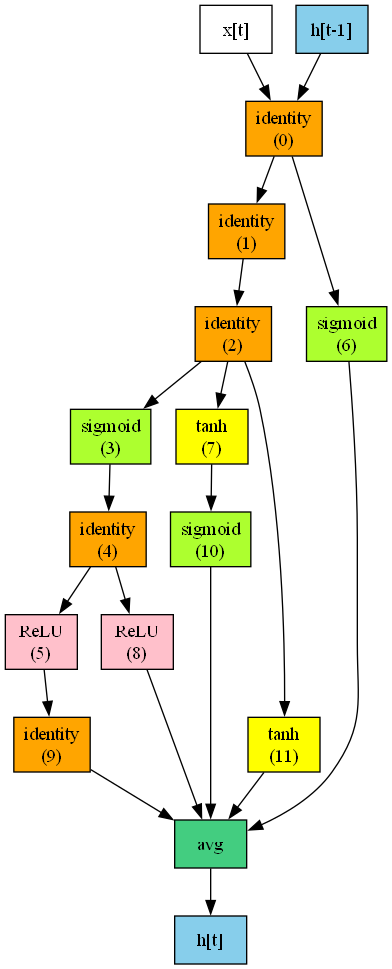 x[t]
h[t-1]
identity
(0)
identity
(1)
identity
(2)
sigmoid
(6)
sigmoid
(3)
tanh
(7)
identity
(4)
sigmoid
(10)
ReLU
(5)
ReLU
(8)
identity
(9)
tanh
(11)
avg
h[t]